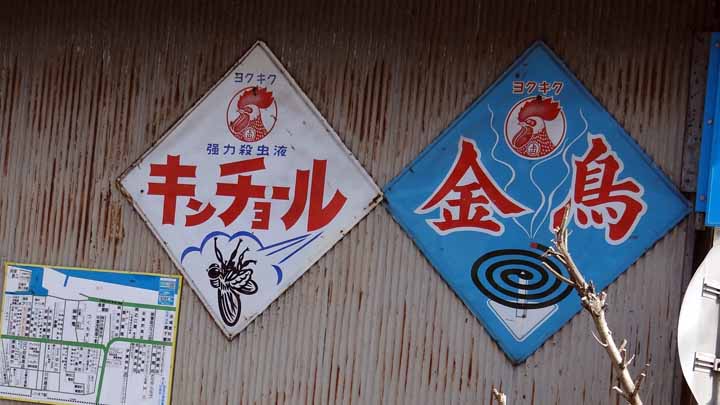 ヨクキク
強力殺虫液
キンチョール
ヨクキク
金鳥